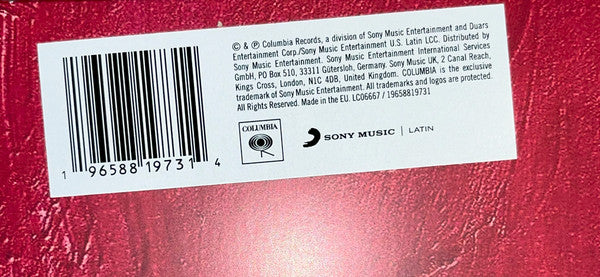 © & ℗ Columbia Records, a division of Sony Music Entertainment and Duars
Entertainment Corp./Sony Music Entertainment U.S. Latin LCC. Distributed by
Sony Music Entertainment. Sony Music Entertainment International Services
GmbH, PO Box 510, 33311 Gütersloh, Germany. Sony Music UK, 2 Canal Reach,
Kings Cross, London, N1C 4DB, United Kingdom. COLUMBIA is the exclusive
trademark of Sony Music Entertainment. All trademarks and logos are protected.
All Rights Reserved. Made in the EU. LC06667 / 19658819731
COLUMBIA
SONY MUSIC | LATIN
1 96588 19731 4